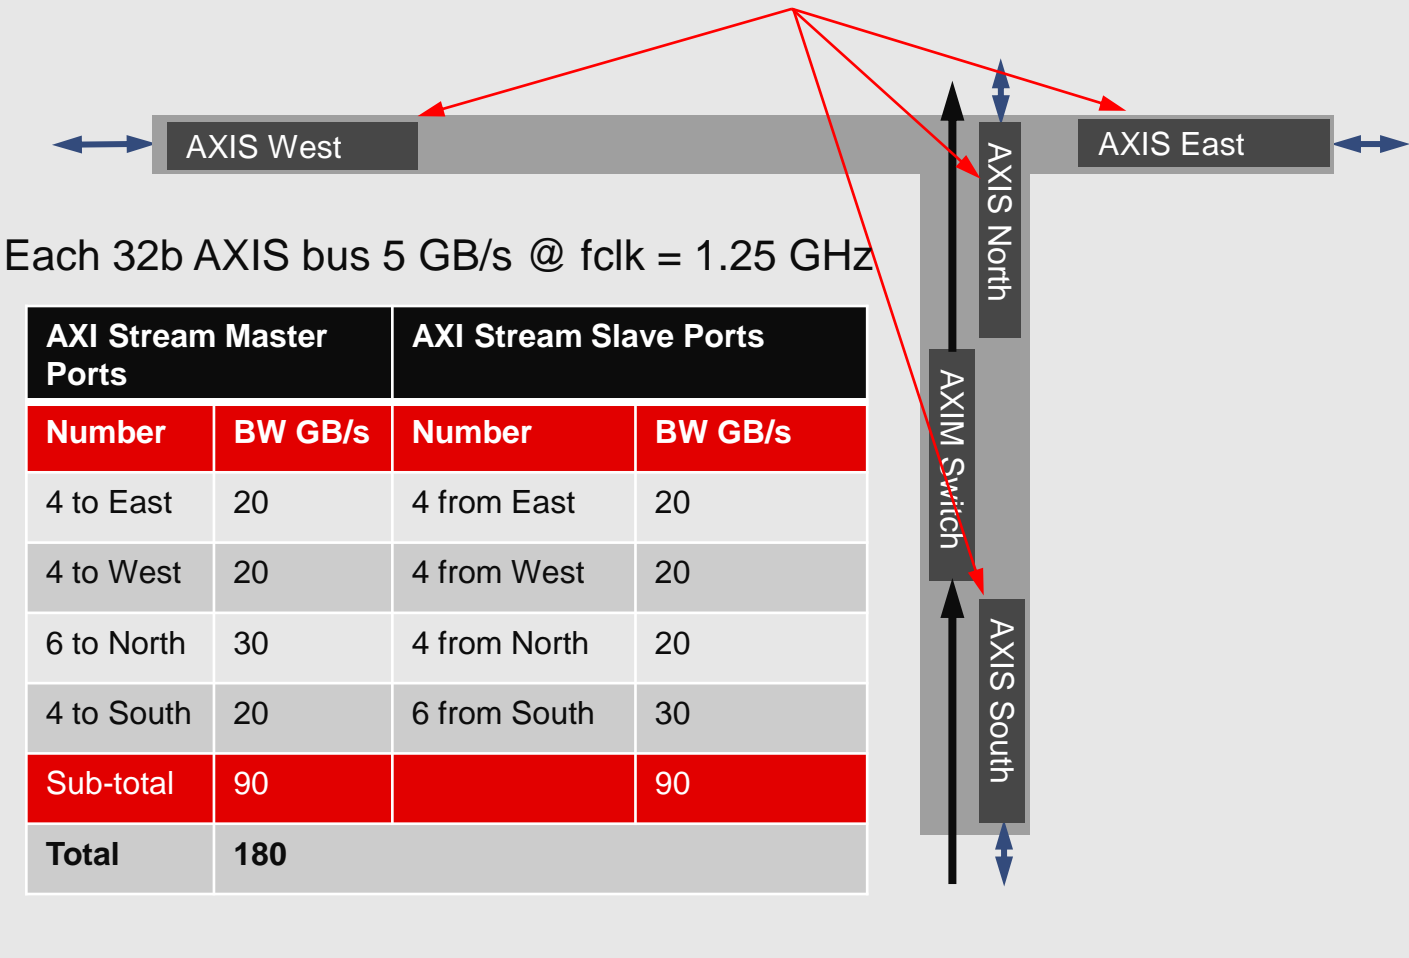 AXIS West
AXIS East
AXIS North
Each 32b AXIS bus 5 GB/s @ fclk = 1.25 GHz
AXI Stream Master
Ports
AXI Stream Slave Ports
Number
BW GB/s
Number
BW GB/s
4 to East
20
4 from East
20
4 to West
20
4 from West
20
6 to North
30
4 from North
20
4 to South
20
6 from South
30
Sub-total
90
90
Total
180
AXIM Switch
AXIS South